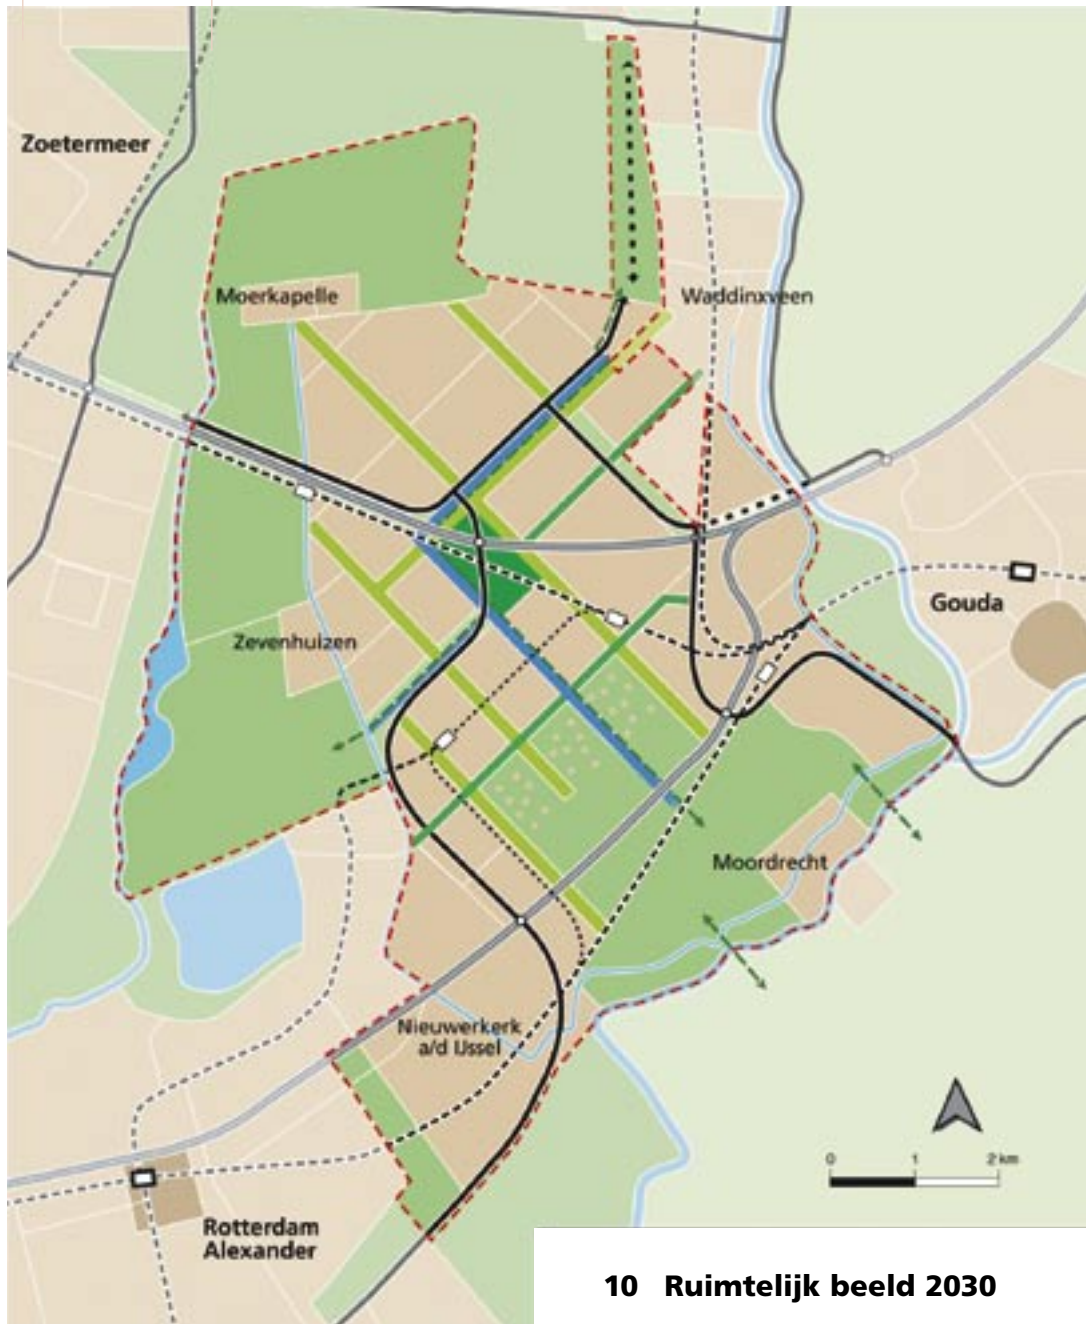 Zoetermeer
Moerkapelle
Waddinxveen
Gouda
Zevenhuizen
Moordrecht
Nieuwerkerk
a/d IJssel
0 1 2 km
Rotterdam
Alexander
10 Ruimtelijk beeld 2030